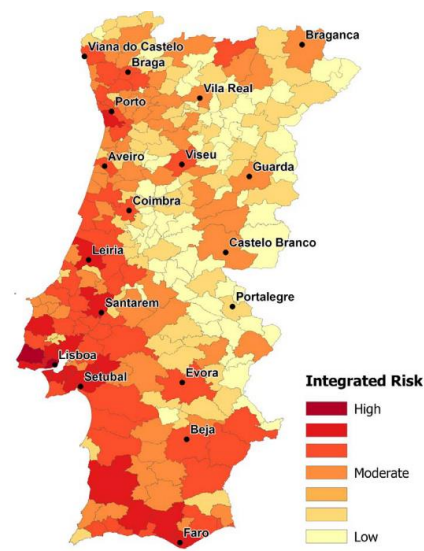 Braganca
Viana do Castelo
Braga
Vila Real
Porto
Aveiro
Viseu
Guarda
Coimbra
Castelo Branco
Leiria
Portalegre
Santarem
Lisboa
Setubal
Evora
Integrated Risk
High
Beja
Moderate
Low
Faro